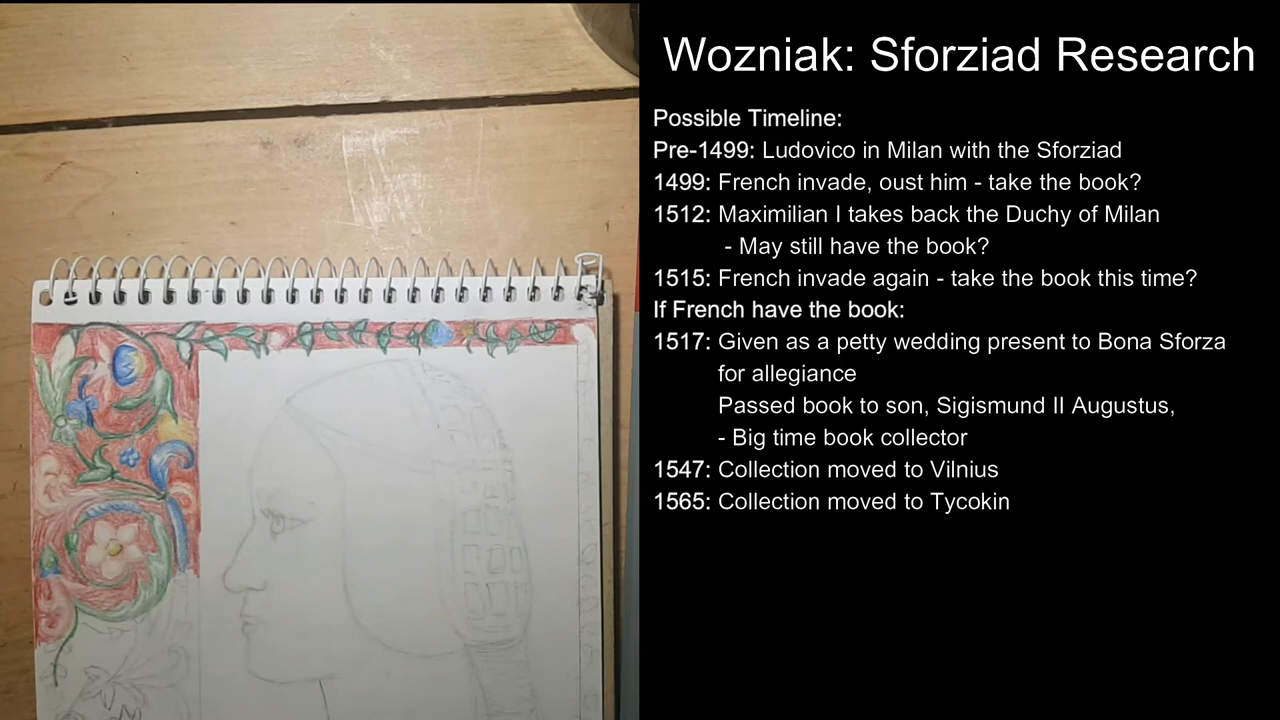 Wozniak: Sforziad Research
Possible Timeline:
Pre-1499: Ludovico in Milan with the Sforziad
1499: French invade, oust him - take the book?
1512: Maximilian I takes back the Duchy of Milan
- May still have the book?
1515: French invade again - take the book this time?
If French have the book:
1517: Given as a petty wedding present to Bona Sforza
for allegiance
Passed book to son, Sigismund II Augustus,
- Big time book collector
1547: Collection moved to Vilnius
1565: Collection moved to Tycokin